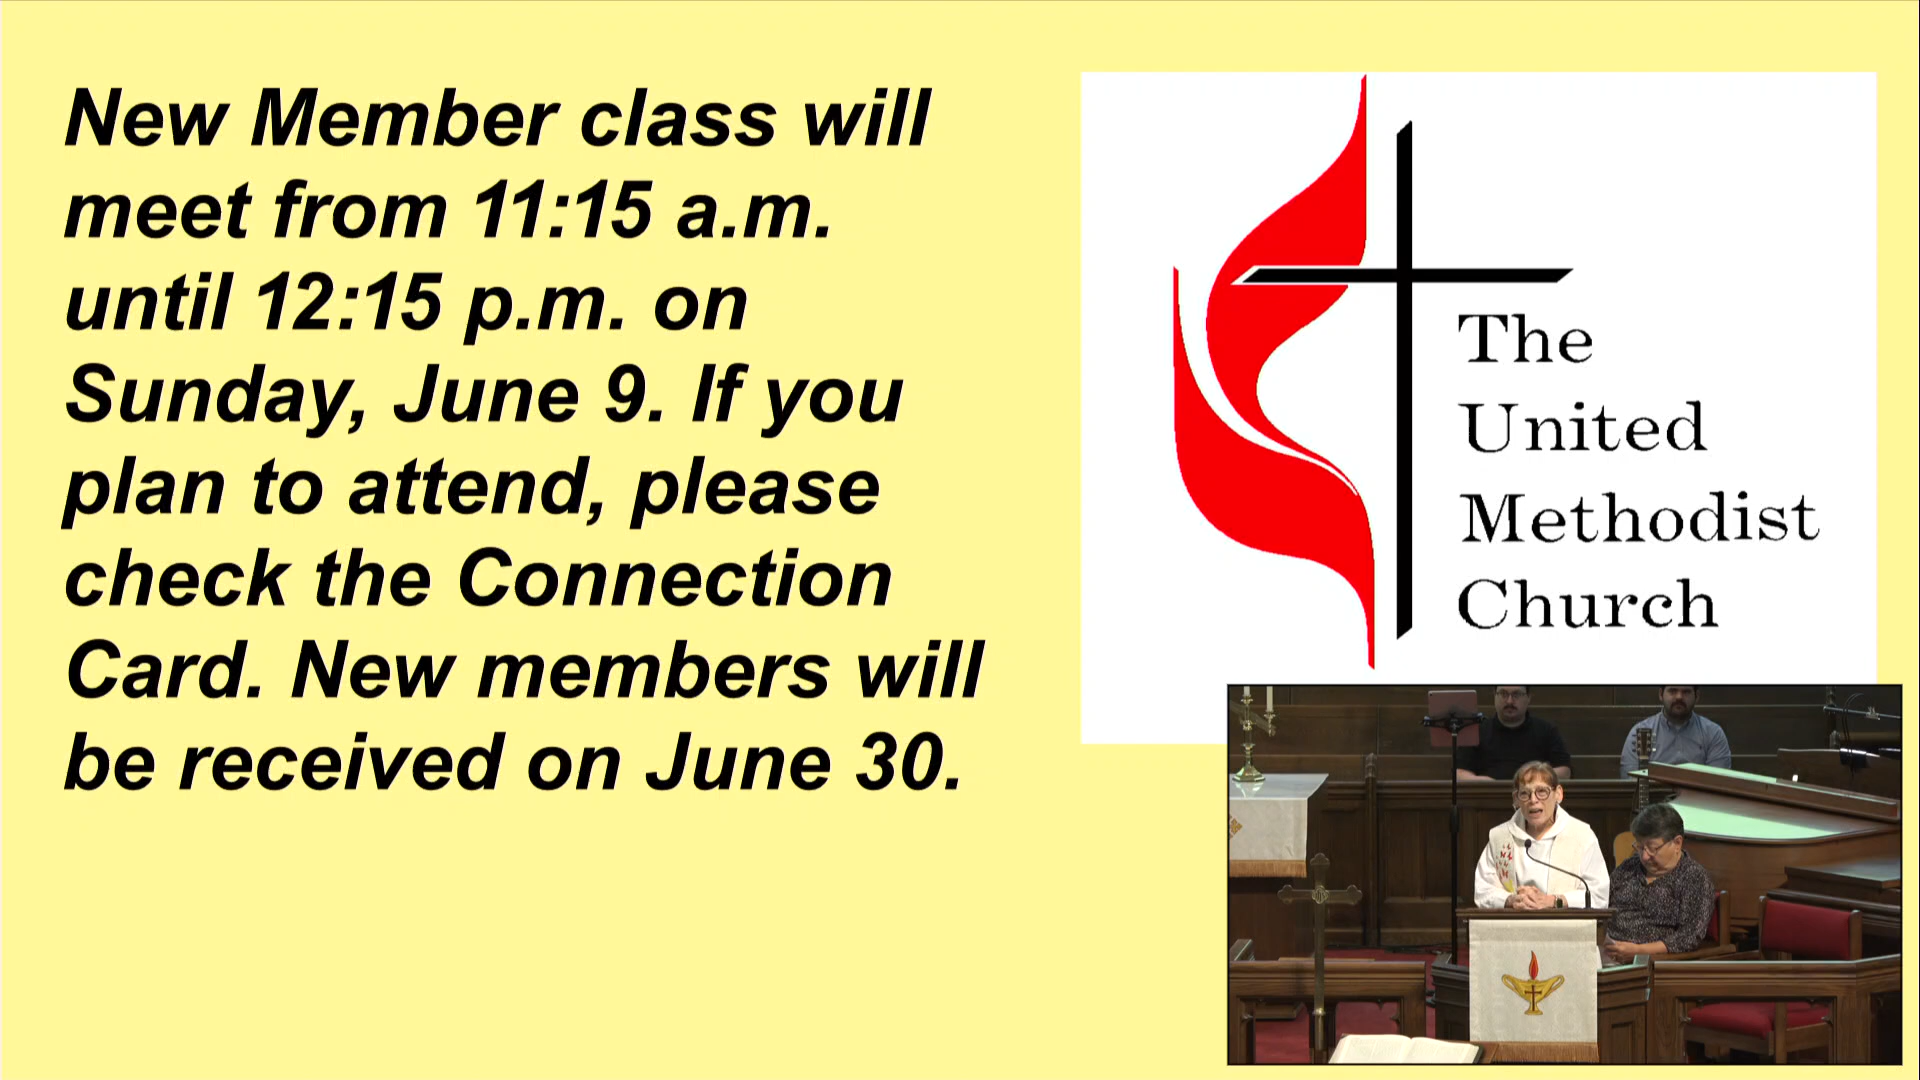 New Member class will
meet from 11:15 a.m.
until 12:15 p.m. on
Sunday, June 9. If you
plan to attend, please
check the Connection
Card. New members will
be received on June 30.
The
United
Methodist
Church